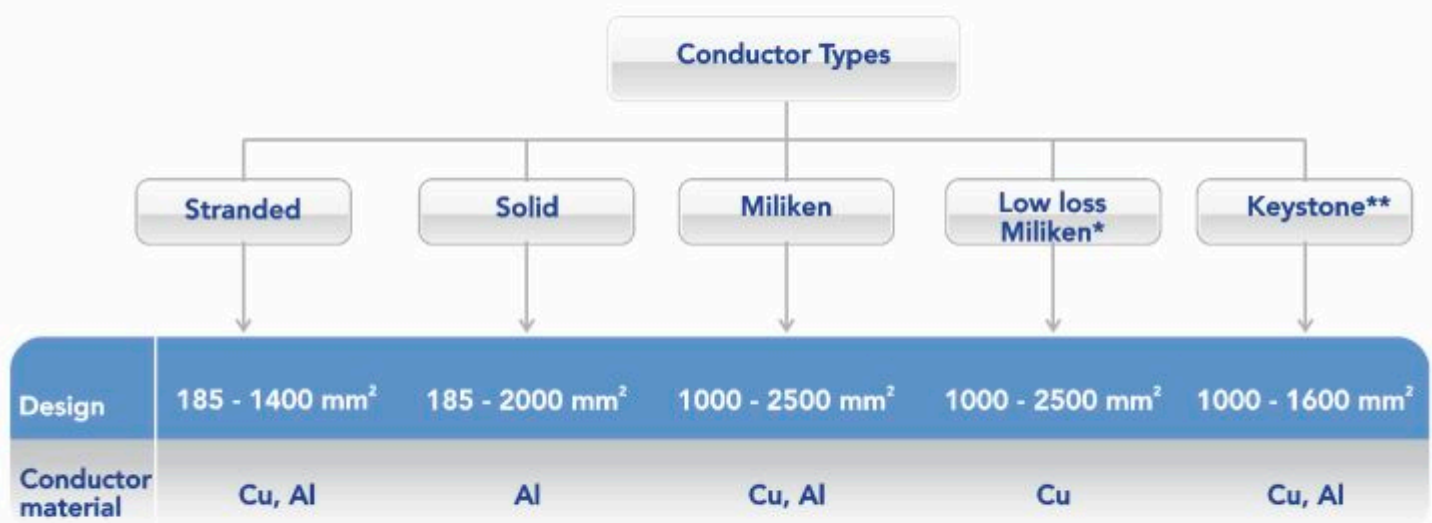 Conductor Types
Stranded
Solid
Miliken
Low loss
Miliken*
Keystone**
Design
185 - 1400 mm²
185 - 2000 mm²
1000 - 2500 mm²
1000 - 2500 mm²
1000 - 1600 mm²
Conductor
material
Cu, Al
Al
Cu, Al
Cu
Cu, Al